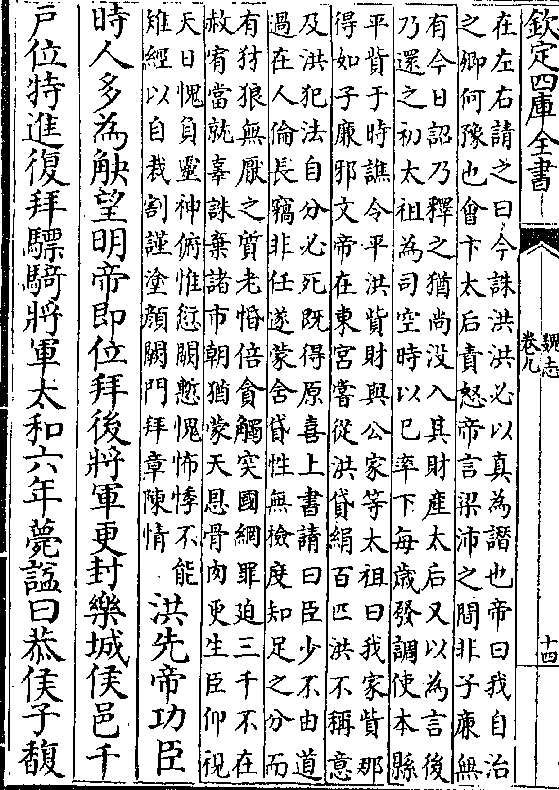 欽定四庫全書
魏志
卷九
十四
在左右請之曰今誅洪洪必以真為譖也帝曰我自治
之卿何豫也會卞太后責怒帝言梁沛之間非子廉無
有今日詔乃釋之猶尚没入其財產太后又以為言後
乃還之初太祖為司空時以已率下每歲發調使本縣
平貲于時譙令平洪貲財與公家等太祖曰我家貲那
得如子廉邪文帝在東宮嘗從洪貸絹百匹洪不稱意
及洪犯法自分必死既得原喜上書請曰臣少不由道
過在人倫長竊非任遂蒙舍貸性無檢度知足之分而
有犲狼無厭之質老惛倍貪觸突國網罪迫三千不在
赦宥當就辜誅棄諸市朝猶蒙天恩骨肉更生臣仰視
天日愧負靈神俯惟愆闕慙愧怖悸不能
雉經以自裁割謹塗顔闕門拜章陳情
洪先帝功臣
時人多為觖望明帝即位拜後將軍更封樂城侯邑千
戶位特進復拜驃騎將軍太和六年薨諡曰恭侯子馥